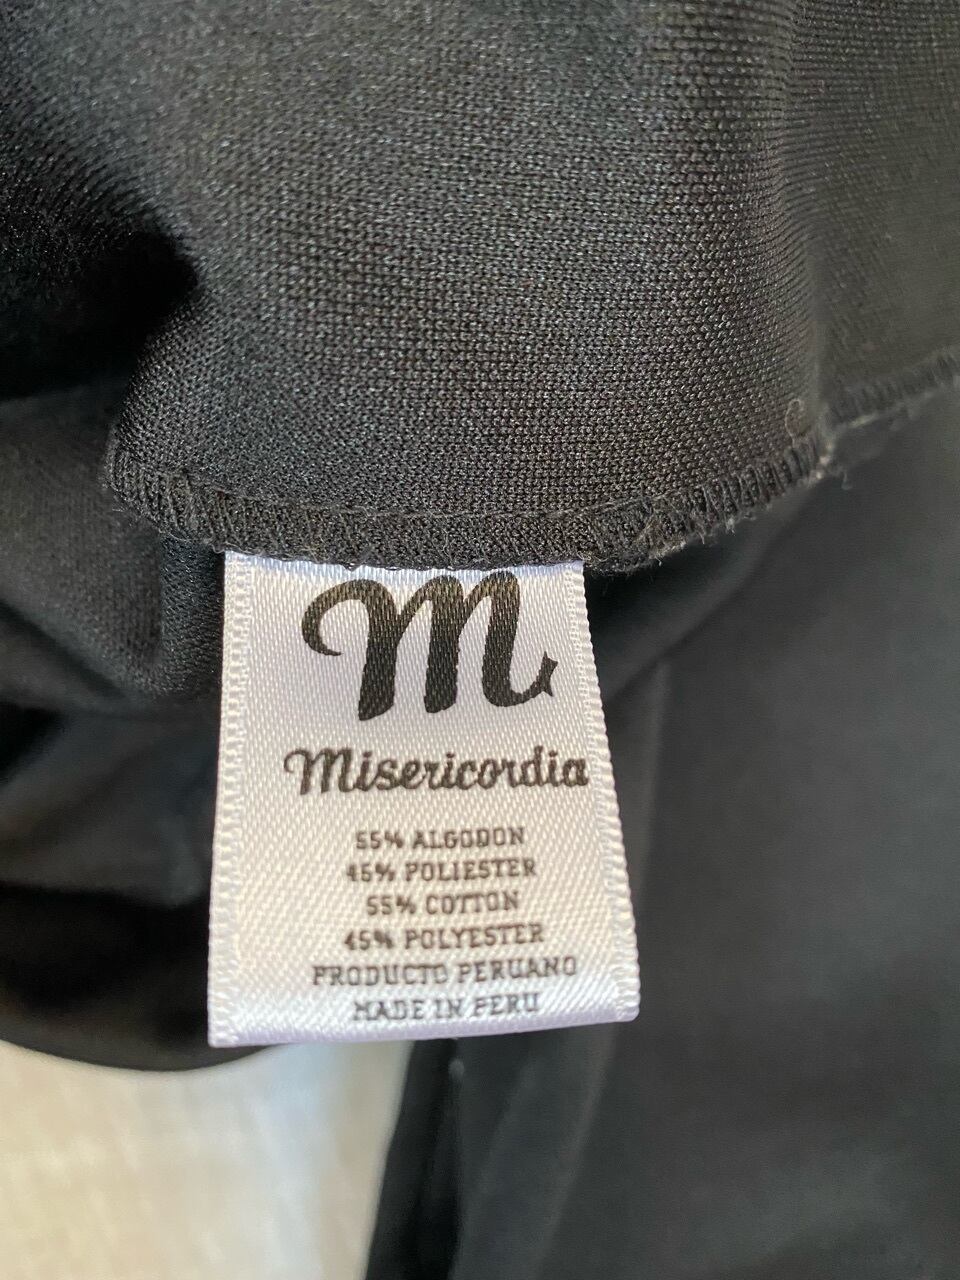 m
Misericordia
55% ALGODON
45% POLIESTER
55% COTTON
45% POLYESTER
PRODUCTO PERUANO
MADE IN PERU